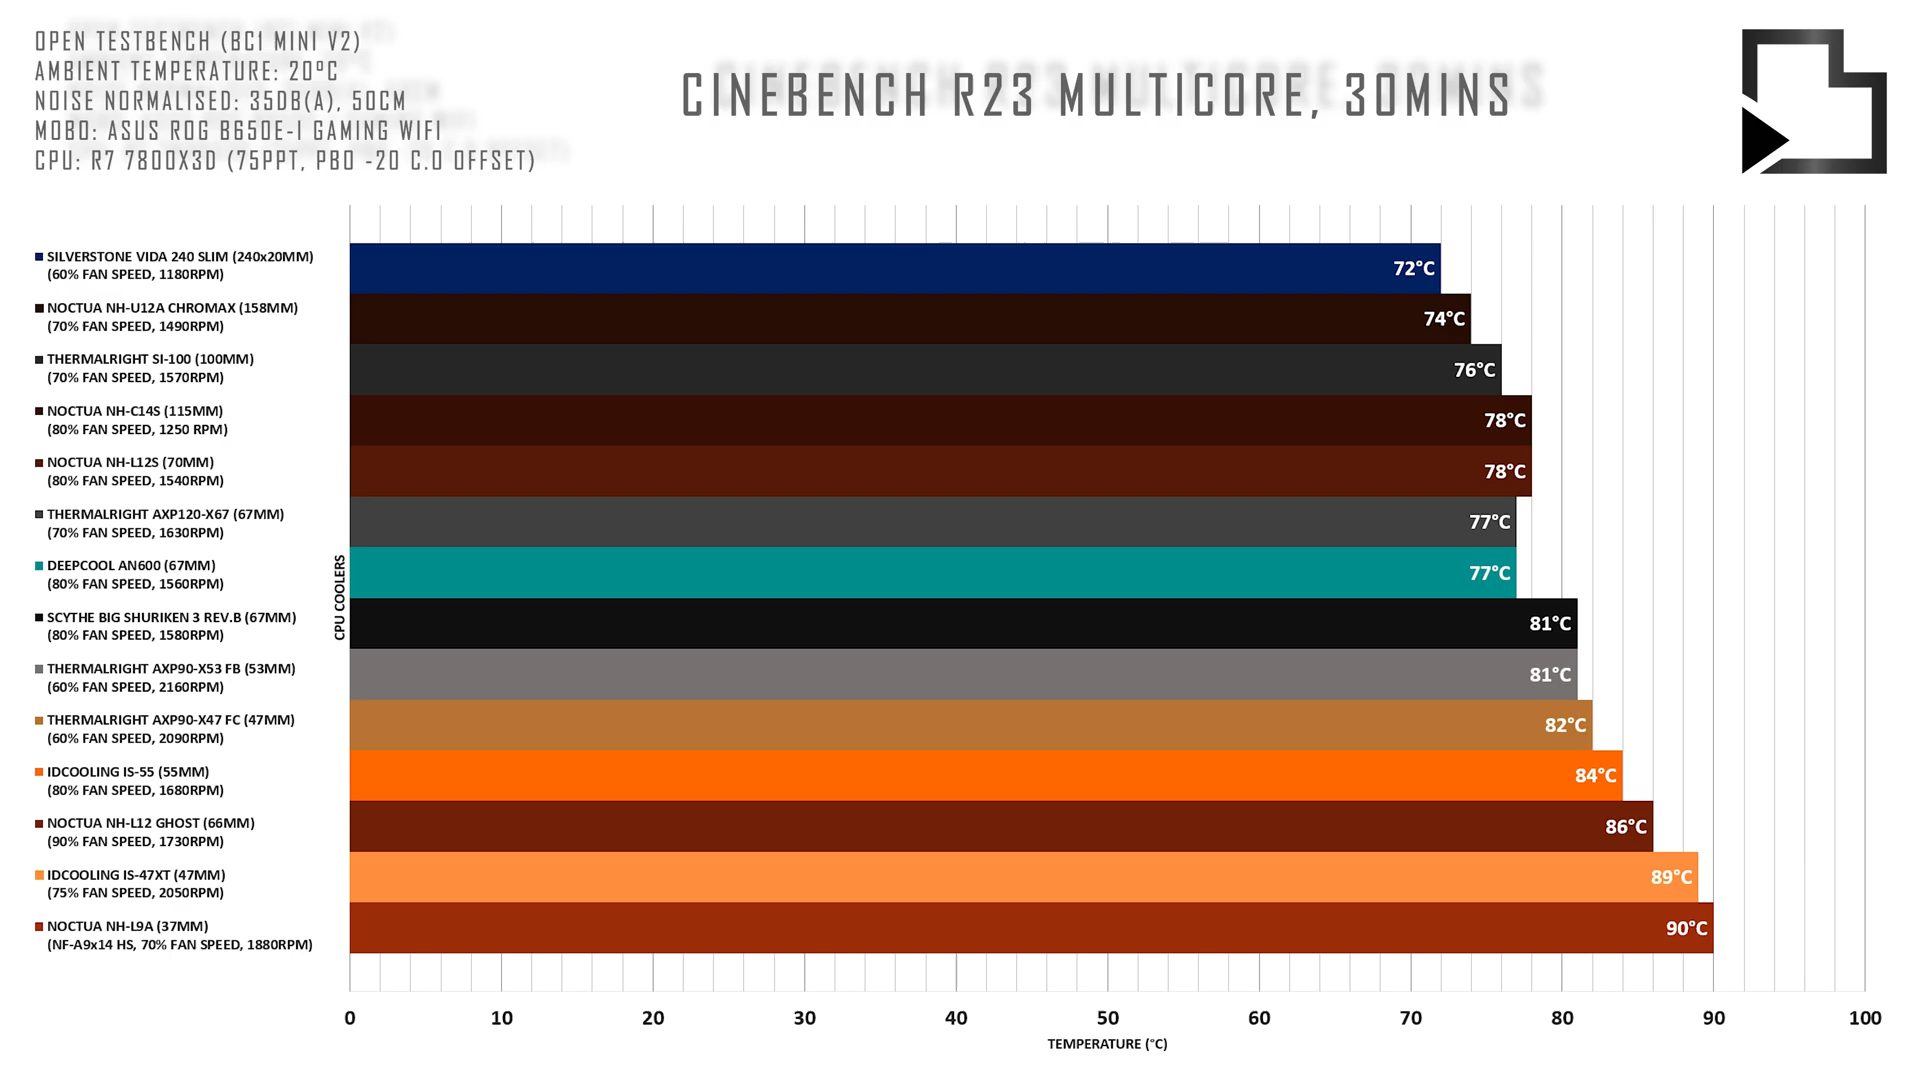 OPEN TESTBENCH (BC1 MINI V2)
AMBIENT TEMPERATURE: 20ºC
NOISE NORMALISED: 35DB(A), 50CM
MOBO: ASUS ROG B650E-I GAMING WIFI
CPU: R7 7800X3D (75PPT, PBO -20 C.O OFFSET)
CINEBENCH R23 MULTICORE, 30MINS
SILVERSTONE VIDA 240 SLIM (240x20MM)
(60% FAN SPEED, 1180RPM)
72°C
NOCTUA NH-U12A CHROMAX (158MM)
(70% FAN SPEED, 1490RPM)
74°C
THERMALRIGHT SI-100 (100MM)
(70% FAN SPEED, 1570RPM)
76°C
NOCTUA NH-C14S (115MM)
(80% FAN SPEED, 1250 RPM)
78°C
NOCTUA NH-L12S (70MM)
(80% FAN SPEED, 1540RPM)
78°C
THERMALRIGHT AXP120-X67 (67MM)
(70% FAN SPEED, 1630RPM)
77°C
DEEPCOOL AN600 (67MM)
(80% FAN SPEED, 1560RPM)
77°C
SCYTHE BIG SHURIKEN 3 REV.B (67MM)
(80% FAN SPEED, 1580RPM)
81°C
THERMALRIGHT AXP90-X53 FB (53MM)
(60% FAN SPEED, 2160RPM)
81°C
THERMALRIGHT AXP90-X47 FC (47MM)
(60% FAN SPEED, 2090RPM)
82°C
IDCOOLING IS-55 (55MM)
(80% FAN SPEED, 1680RPM)
84°C
NOCTUA NH-L12 GHOST (66MM)
(90% FAN SPEED, 1730RPM)
86°C
IDCOOLING IS-47XT (47MM)
(75% FAN SPEED, 2050RPM)
89°C
NOCTUA NH-L9A (37MM)
(NF-A9x14 HS, 70% FAN SPEED, 1880RPM)
90°C
CPU COOLERS
0 10 20 30 40 50 60 70 80 90 100
TEMPERATURE (°C)